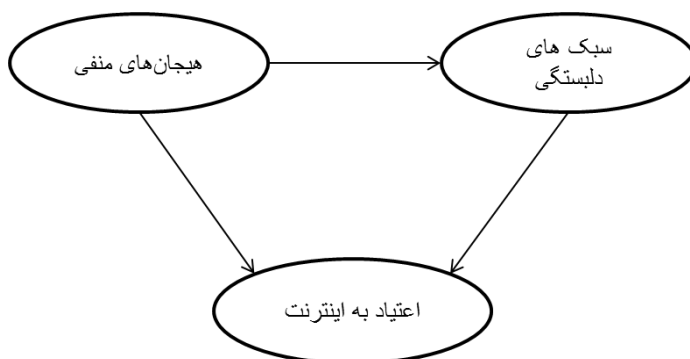 سبک های
دلبستگی
هیجان‌های منفی
اعتیاد به اینترنت